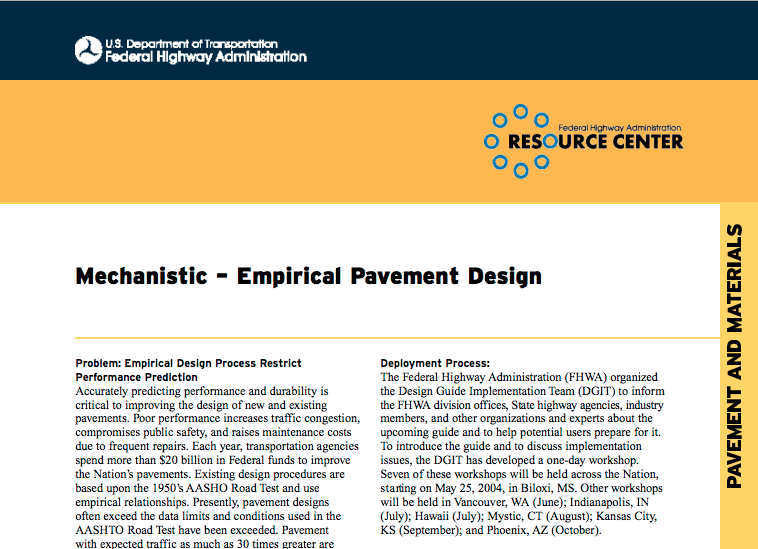 U.S. Department of Transportation
Federal Highway Administration
Federal Highway Administration
RESOURCE CENTER
Mechanistic – Empirical Pavement Design
Problem: Empirical Design Process Restrict
Performance Prediction
Accurately predicting performance and durability is
critical to improving the design of new and existing
pavements. Poor performance increases traffic congestion,
compromises public safety, and raises maintenance costs
due to frequent repairs. Each year, transportation agencies
spend more than $20 billion in Federal funds to improve
the Nation's pavements. Existing design procedures are
based upon the 1950's AASHO Road Test and use
empirical relationships. Presently, pavement designs
often exceed the data limits and conditions used in the
AASHTO Road Test have been exceeded. Pavement
with expected traffic as much as 30 times greater are
Deployment Process:
The Federal Highway Administration (FHWA) organized
the Design Guide Implementation Team (DGIT) to inform
the FHWA division offices, State highway agencies, industry
members, and other organizations and experts about the
upcoming guide and to help potential users prepare for it.
To introduce the guide and to discuss implementation
issues, the DGIT has developed a one-day workshop.
Seven of these workshops will be held across the Nation,
starting on May 25, 2004, in Biloxi, MS. Other workshops
will be held in Vancouver, WA (June); Indianapolis, IN
(July); Hawaii (July); Mystic, CT (August); Kansas City,
KS (September); and Phoenix, AZ (October).
PAVEMENT AND MATERIALS